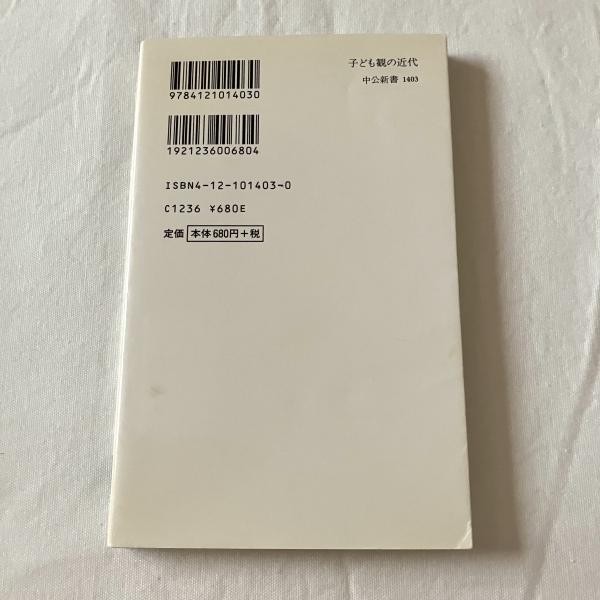 子ども観の近代
中公新書 1403
9784121014030
1921236006804
ISBN4-12-101403-0
C1236 ¥680E
定価 本体680円+税